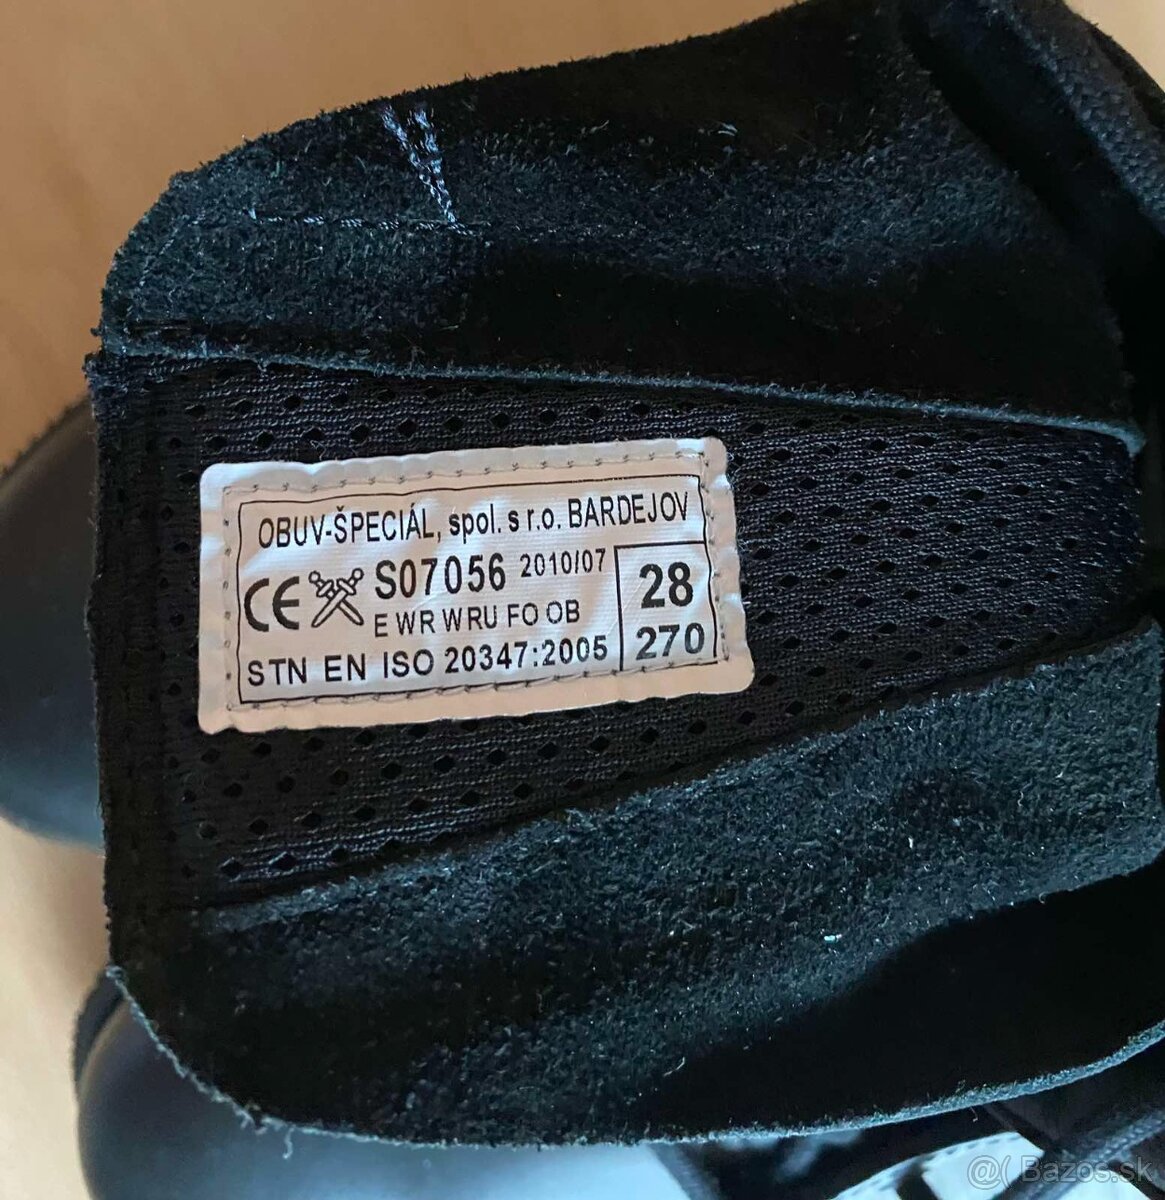 OBUV-ŠPECIÁL, spol. s r.o. BARDEJOV
CE S07056 2010/07
E WR WRU FO OB
STN EN ISO 20347:2005
28
270
@( Bazos.sk